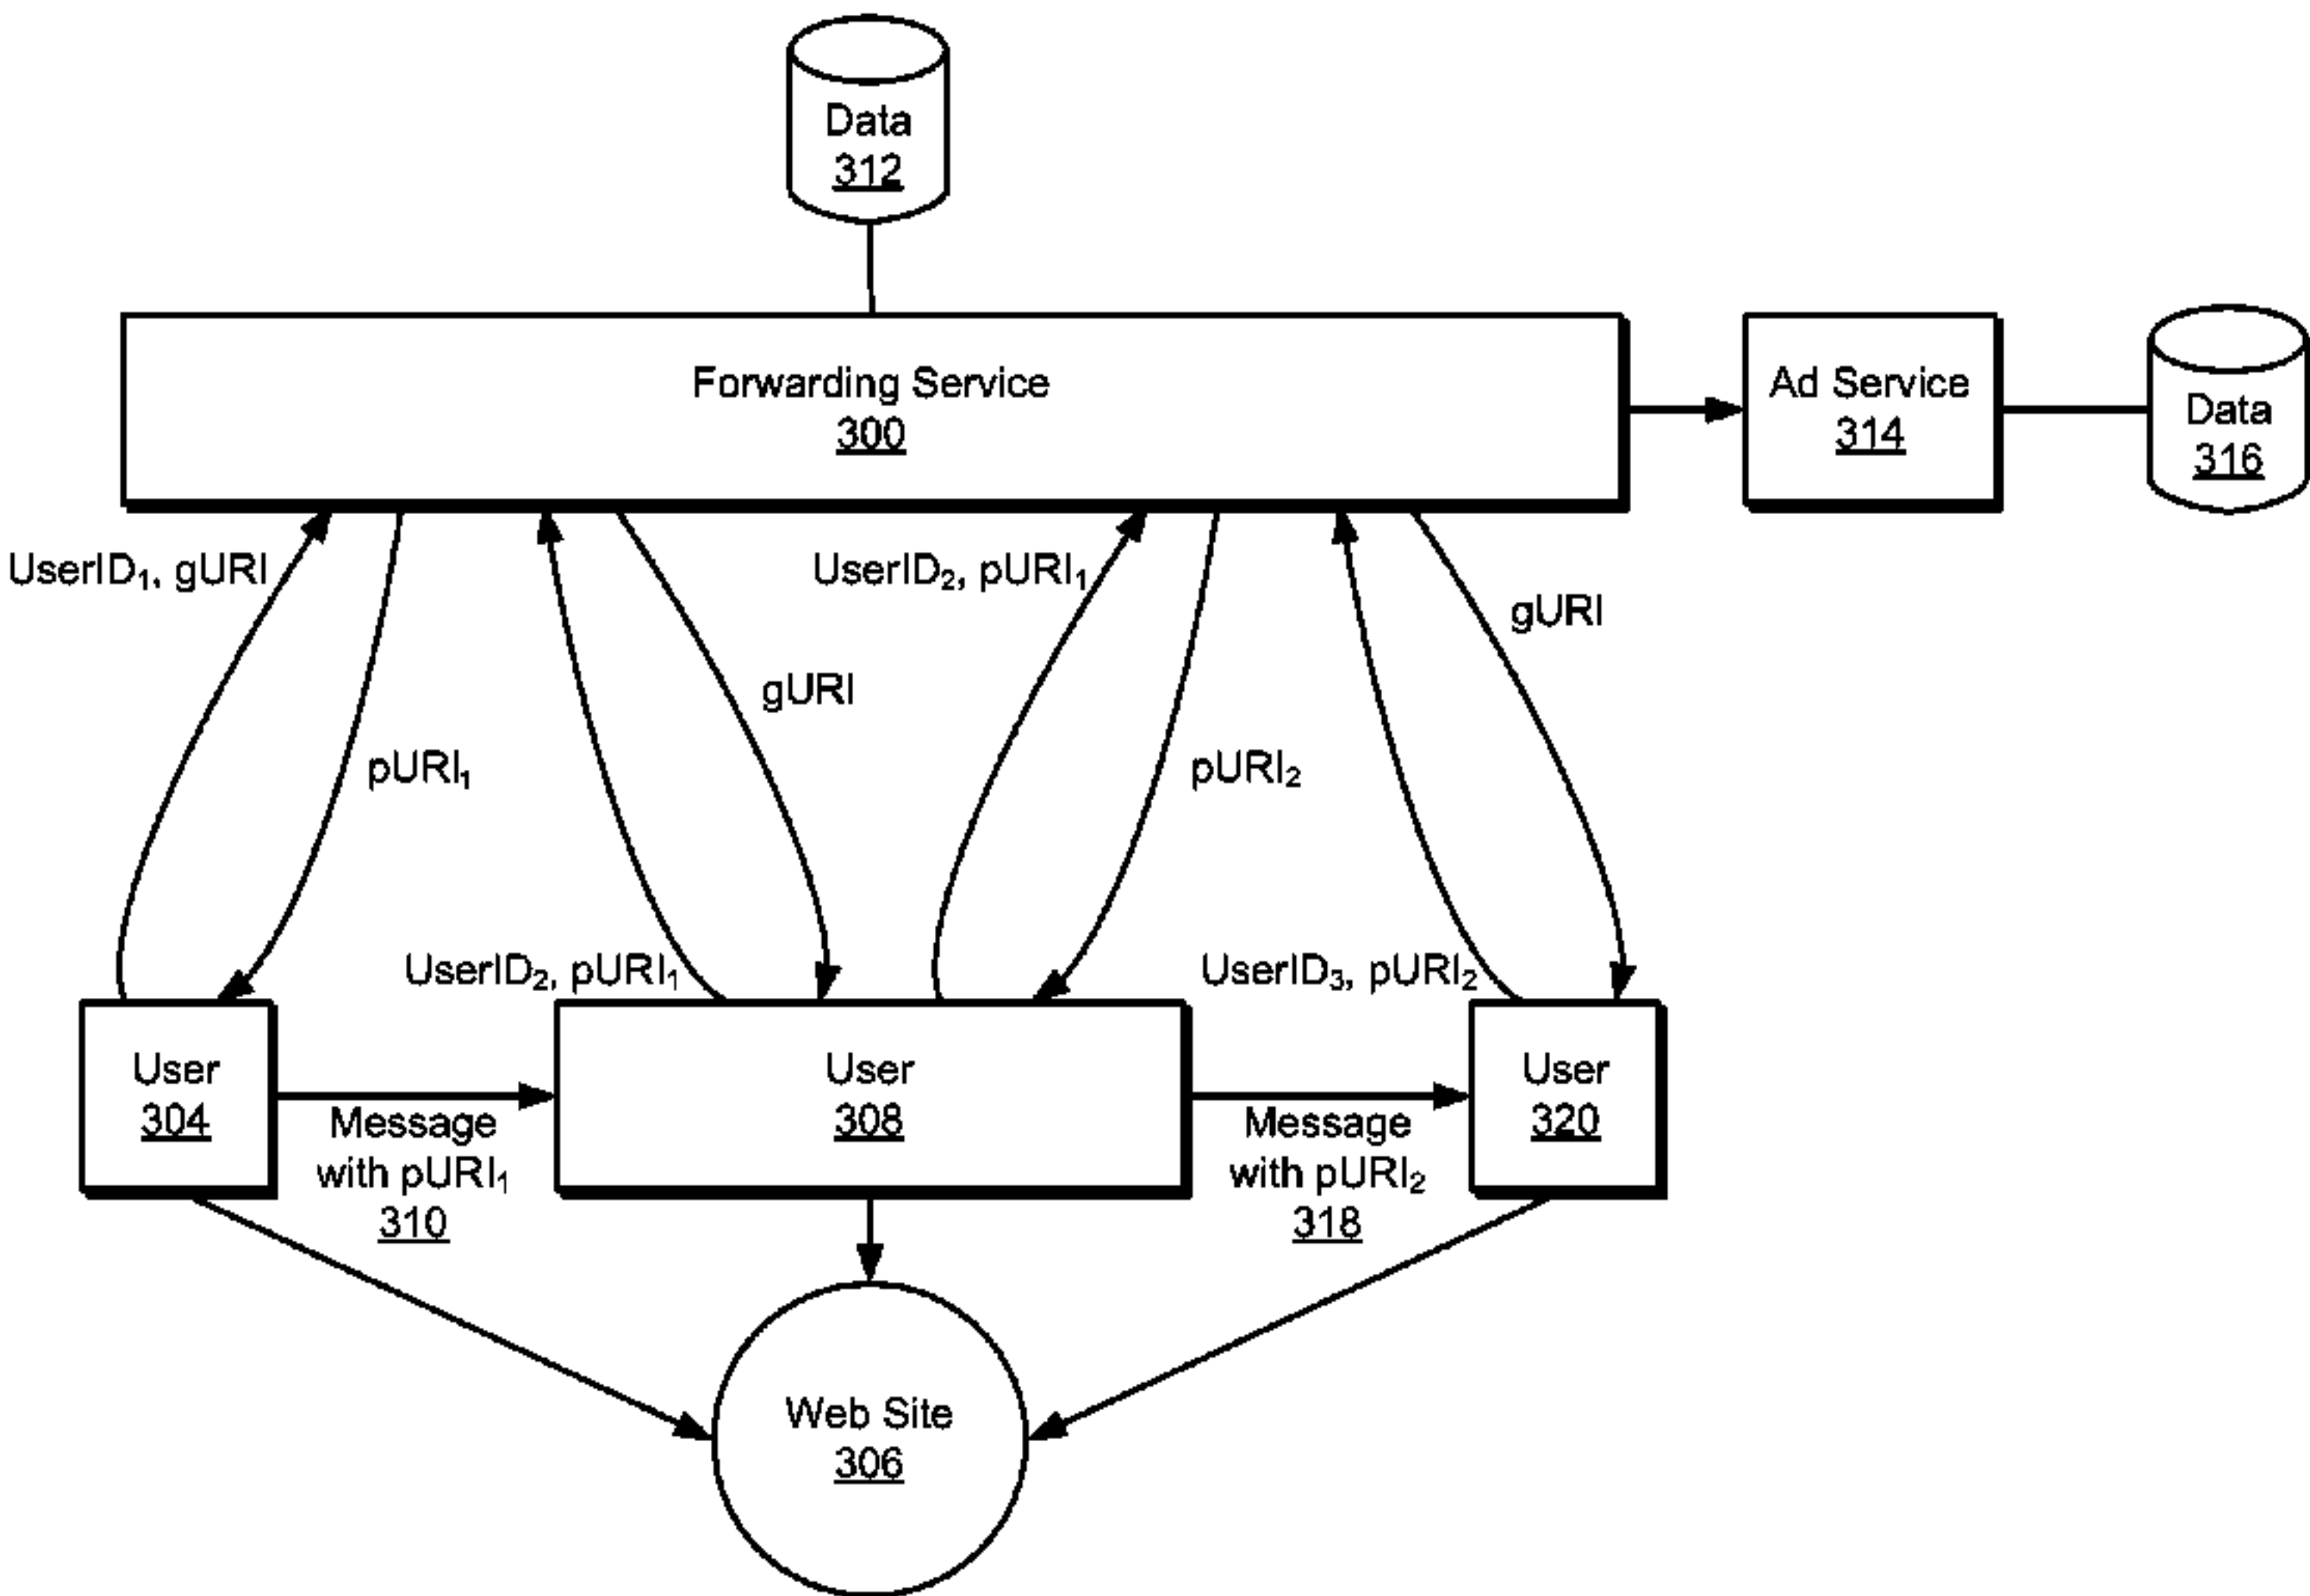 Data
312
Forwarding Service
300
Ad Service
314
Data
316
UserID₁, gURI
UserID₂, pURI₁
gURI
gURI
pURI₁
pURI₂
UserID₂, pURI₁
UserID₃, pURI₂
User
304
Message
with pURI₁
310
User
308
Message
with pURI₂
318
User
320
Web Site
306